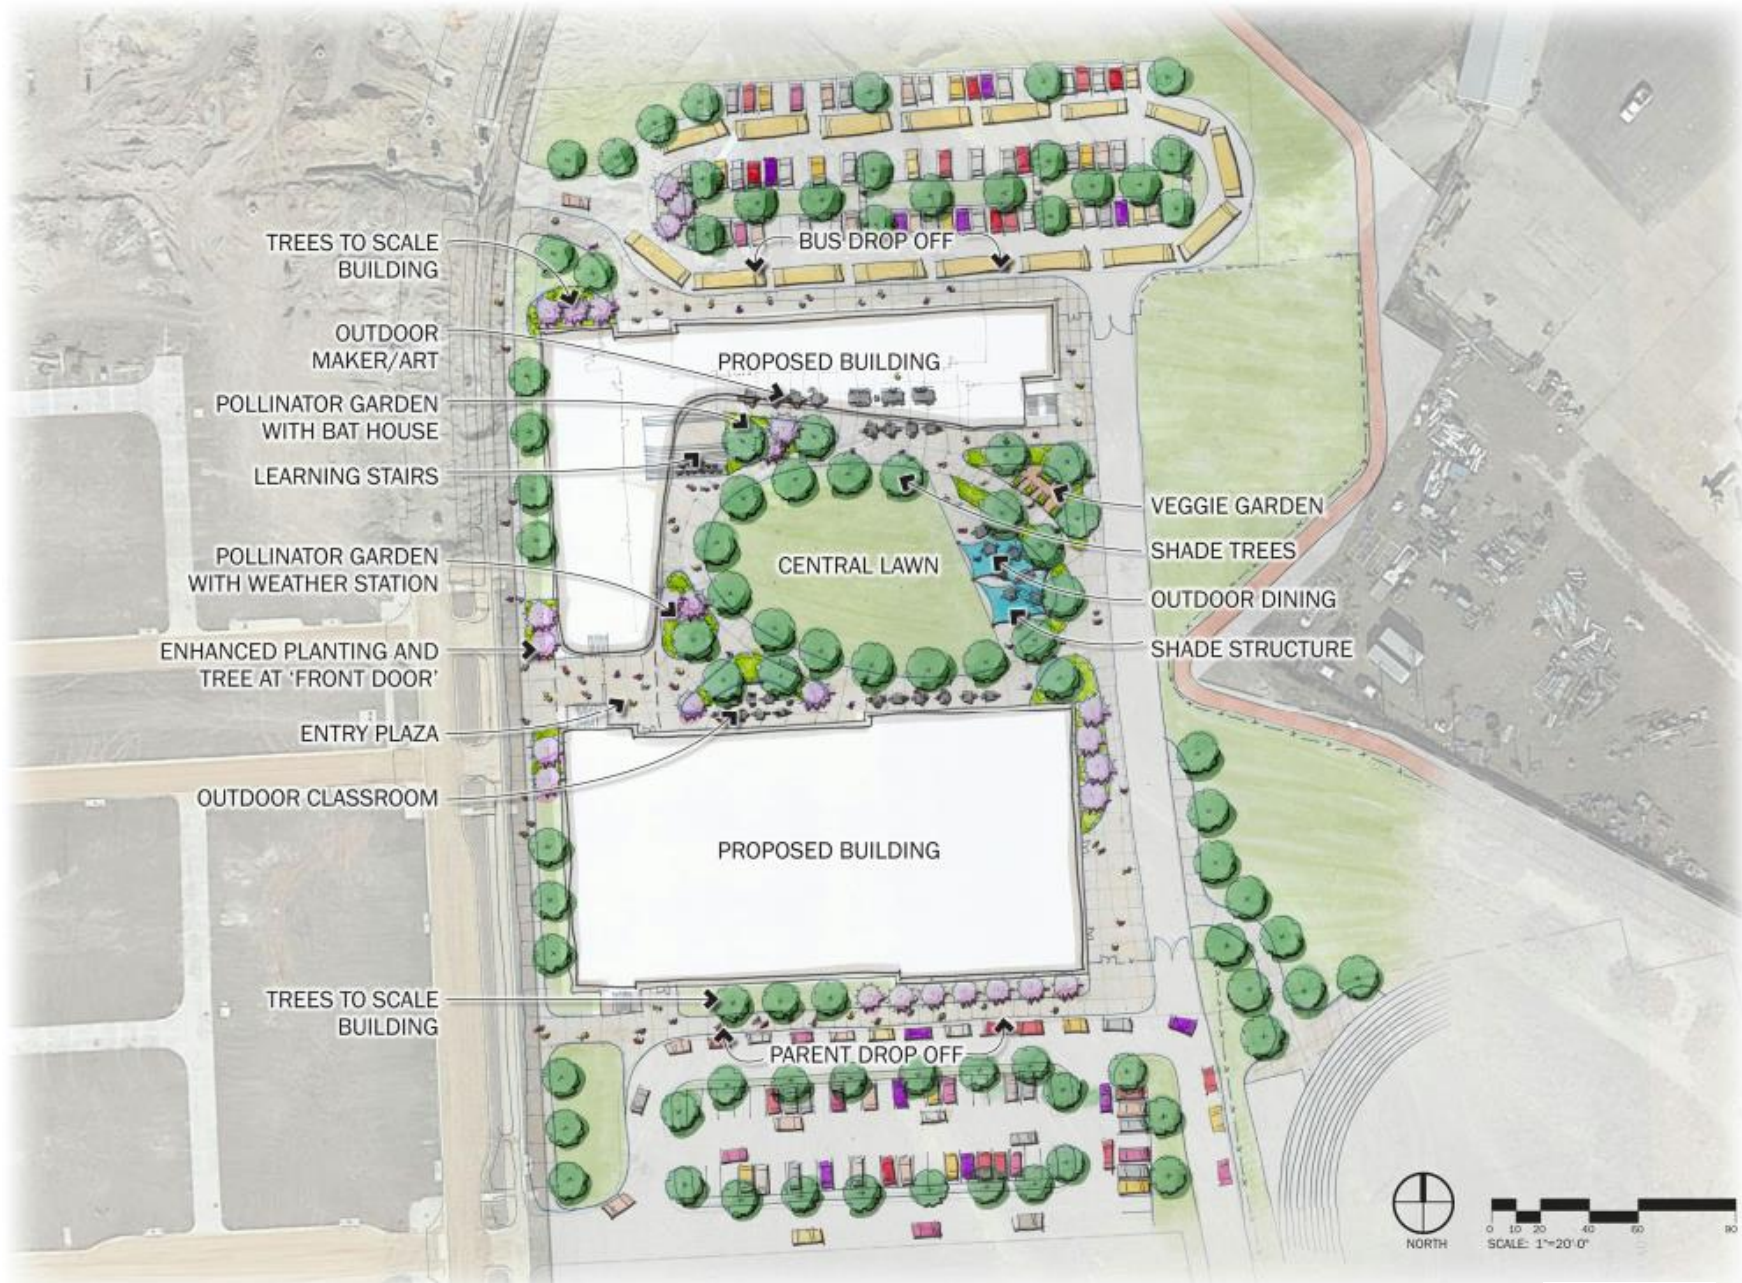 TREES TO SCALE
BUILDING
BUS DROP OFF
OUTDOOR
MAKER/ART
PROPOSED BUILDING
POLLINATOR GARDEN
WITH BAT HOUSE
LEARNING STAIRS
VEGGIE GARDEN
SHADE TREES
POLLINATOR GARDEN
WITH WEATHER STATION
CENTRAL LAWN
OUTDOOR DINING
SHADE STRUCTURE
ENHANCED PLANTING AND
TREE AT 'FRONT DOOR'
ENTRY PLAZA
OUTDOOR CLASSROOM
PROPOSED BUILDING
TREES TO SCALE
BUILDING
PARENT DROP OFF
NORTH
0 10 20 40 60 90
SCALE: 1"=20'-0"